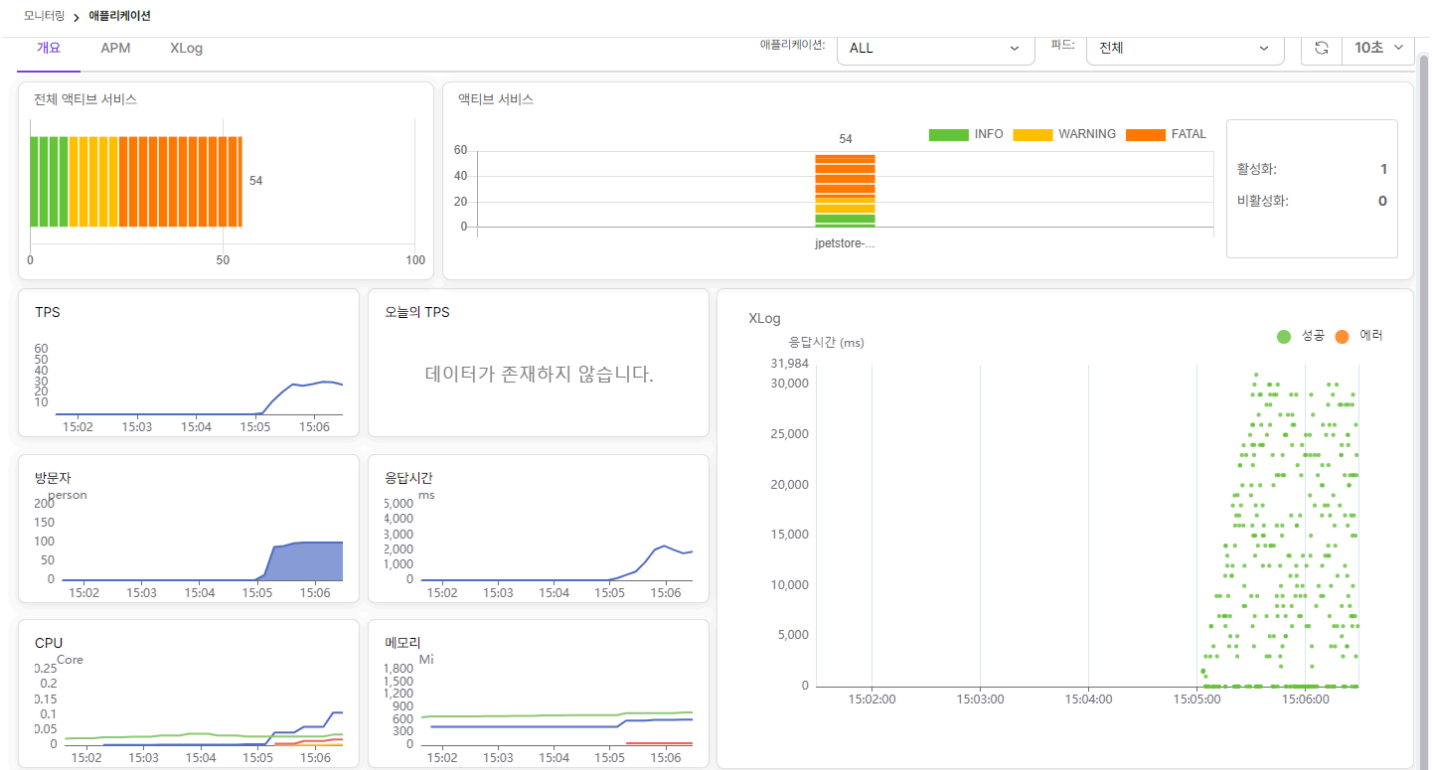 모니터링 > 애플리케이션
개요 APM XLog 애플리케이션: ALL 파드: 전체 10초
전체 액티브 서비스
54
0 50 100
액티브 서비스
54 INFO WARNING FATAL
60
40
20
0
jpetstore-...
활성화: 1
비활성화: 0
TPS
60
50
40
30
20
10
15:02 15:03 15:04 15:05 15:06
오늘의 TPS
데이터가 존재하지 않습니다.
방문자
person
200
150
100
50
0
15:02 15:03 15:04 15:05 15:06
응답시간
ms
5,000
4,000
3,000
2,000
1,000
0
15:02 15:03 15:04 15:05 15:06
CPU
Core
0.25
0.2
0.15
0.1
0.05
0
15:02 15:03 15:04 15:05 15:06
메모리
Mi
1,800
1,500
1,200
900
600
300
0
15:02 15:03 15:04 15:05 15:06
XLog
성공 에러
응답시간 (ms)
31,984
30,000
25,000
20,000
15,000
10,000
5,000
0
15:02:00 15:03:00 15:04:00 15:05:00 15:06:00